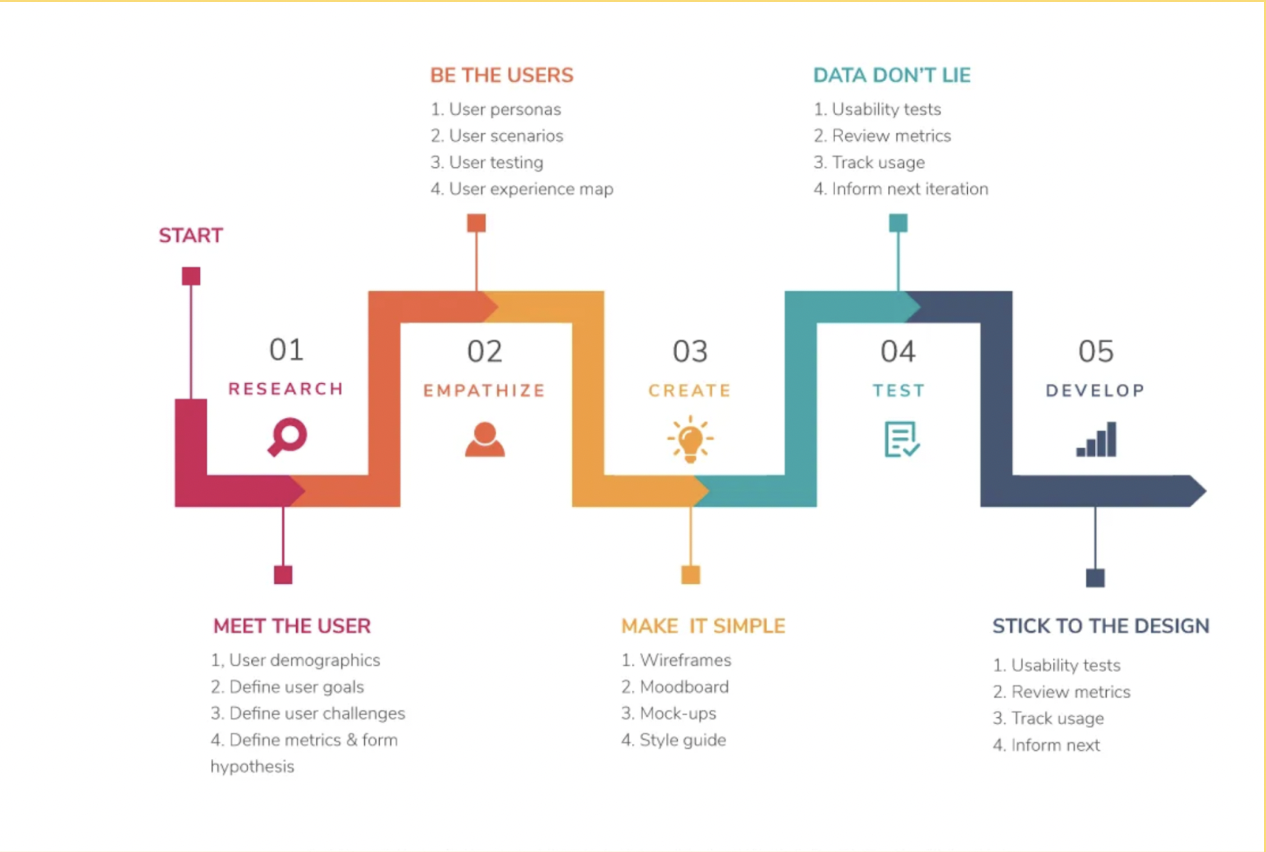 START
01
RESEARCH
MEET THE USER
1, User demographics
2. Define user goals
3. Define user challenges
4. Define metrics & form
hypothesis
BE THE USERS
1. User personas
2. User scenarios
3. User testing
4. User experience map
02
EMPATHIZE
03
CREATE
MAKE IT SIMPLE
1. Wireframes
2. Moodboard
3. Mock-ups
4. Style guide
DATA DON'T LIE
1. Usability tests
2. Review metrics
3. Track usage
4. Inform next iteration
04
TEST
05
DEVELOP
STICK TO THE DESIGN
1. Usability tests
2. Review metrics
3. Track usage
4. Inform next